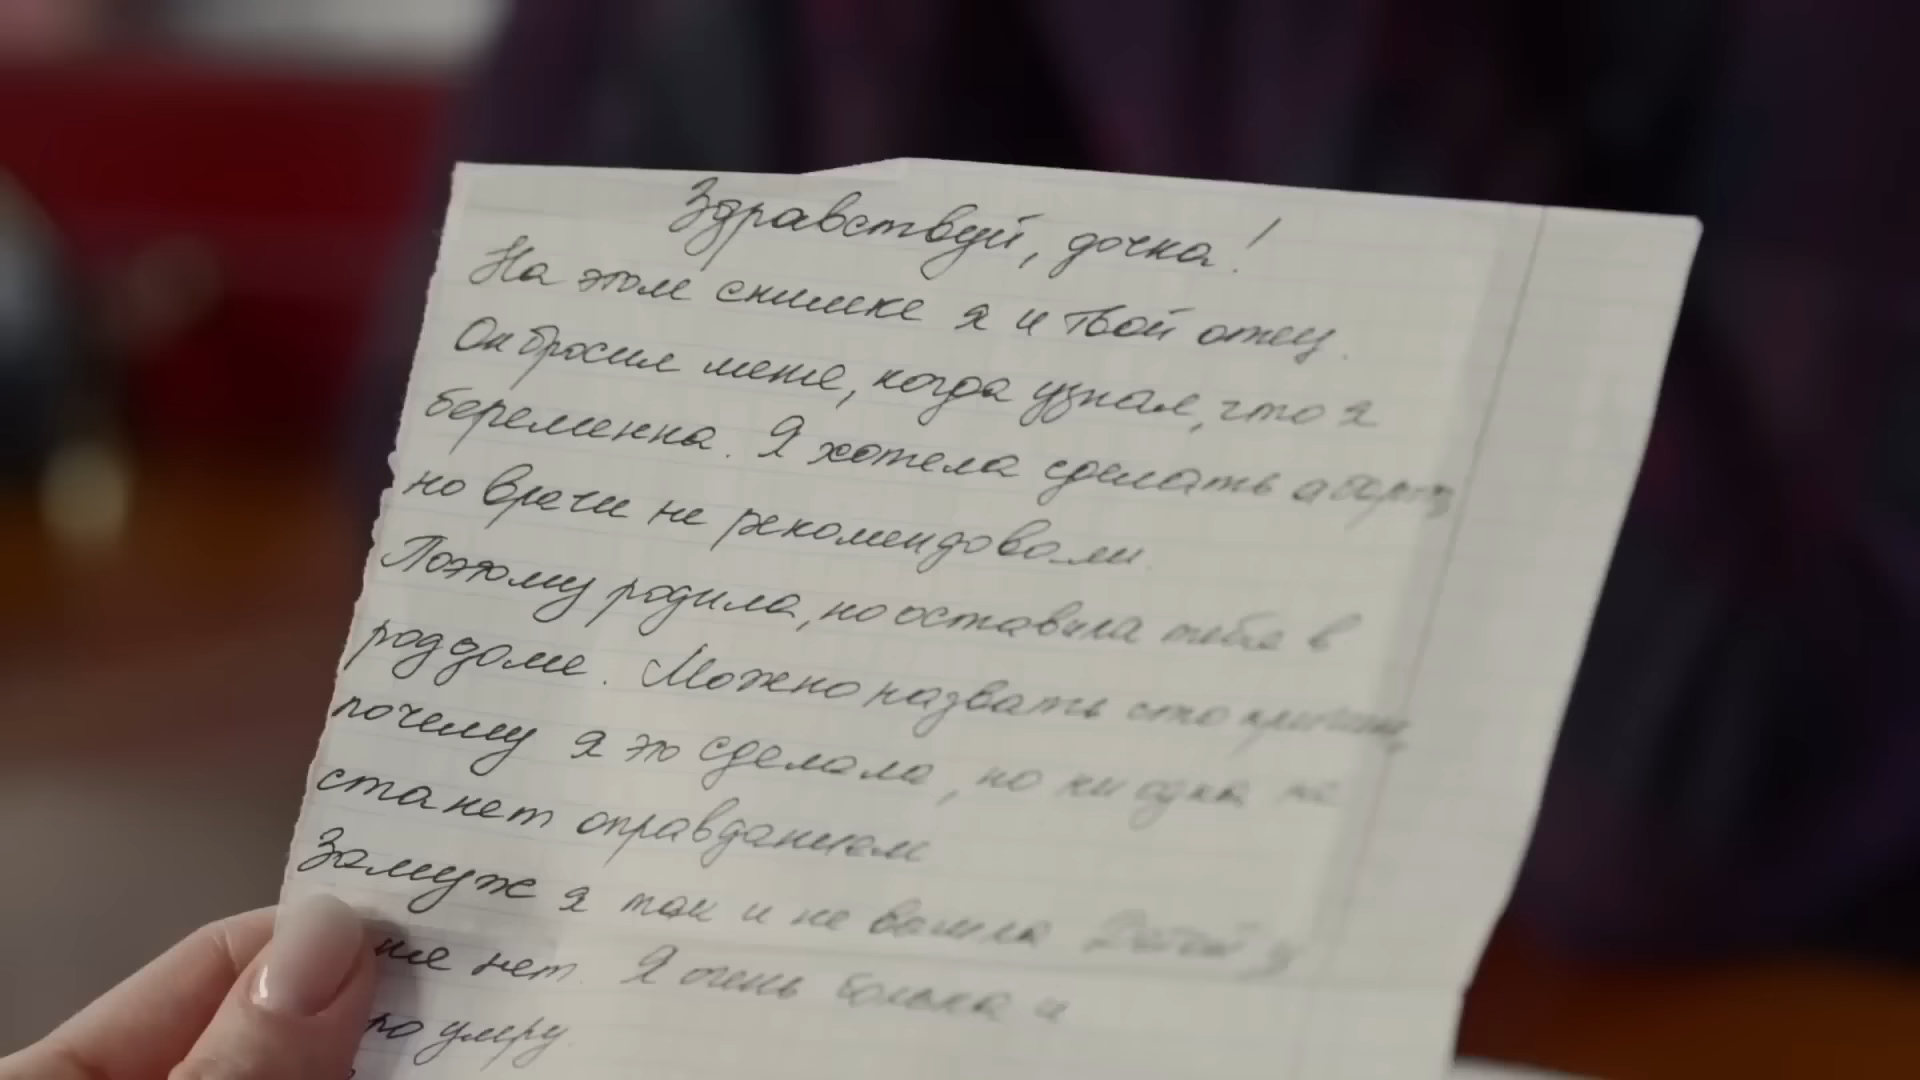 Здравствуй, дочка!
На этом снимке я и твой отец.
Он бросил меня, когда узнал, что я
беременна. Я хотела сделать аборт,
но врачи не рекомендовали.
Поэтому родила, но оставила тебя в
роддоме. Можно назвать сто причин,
почему я это сделала, но ни одна не
станет оправданием
Замуж я так и не вышла Детей у
нет. Я очень больна и
умру.